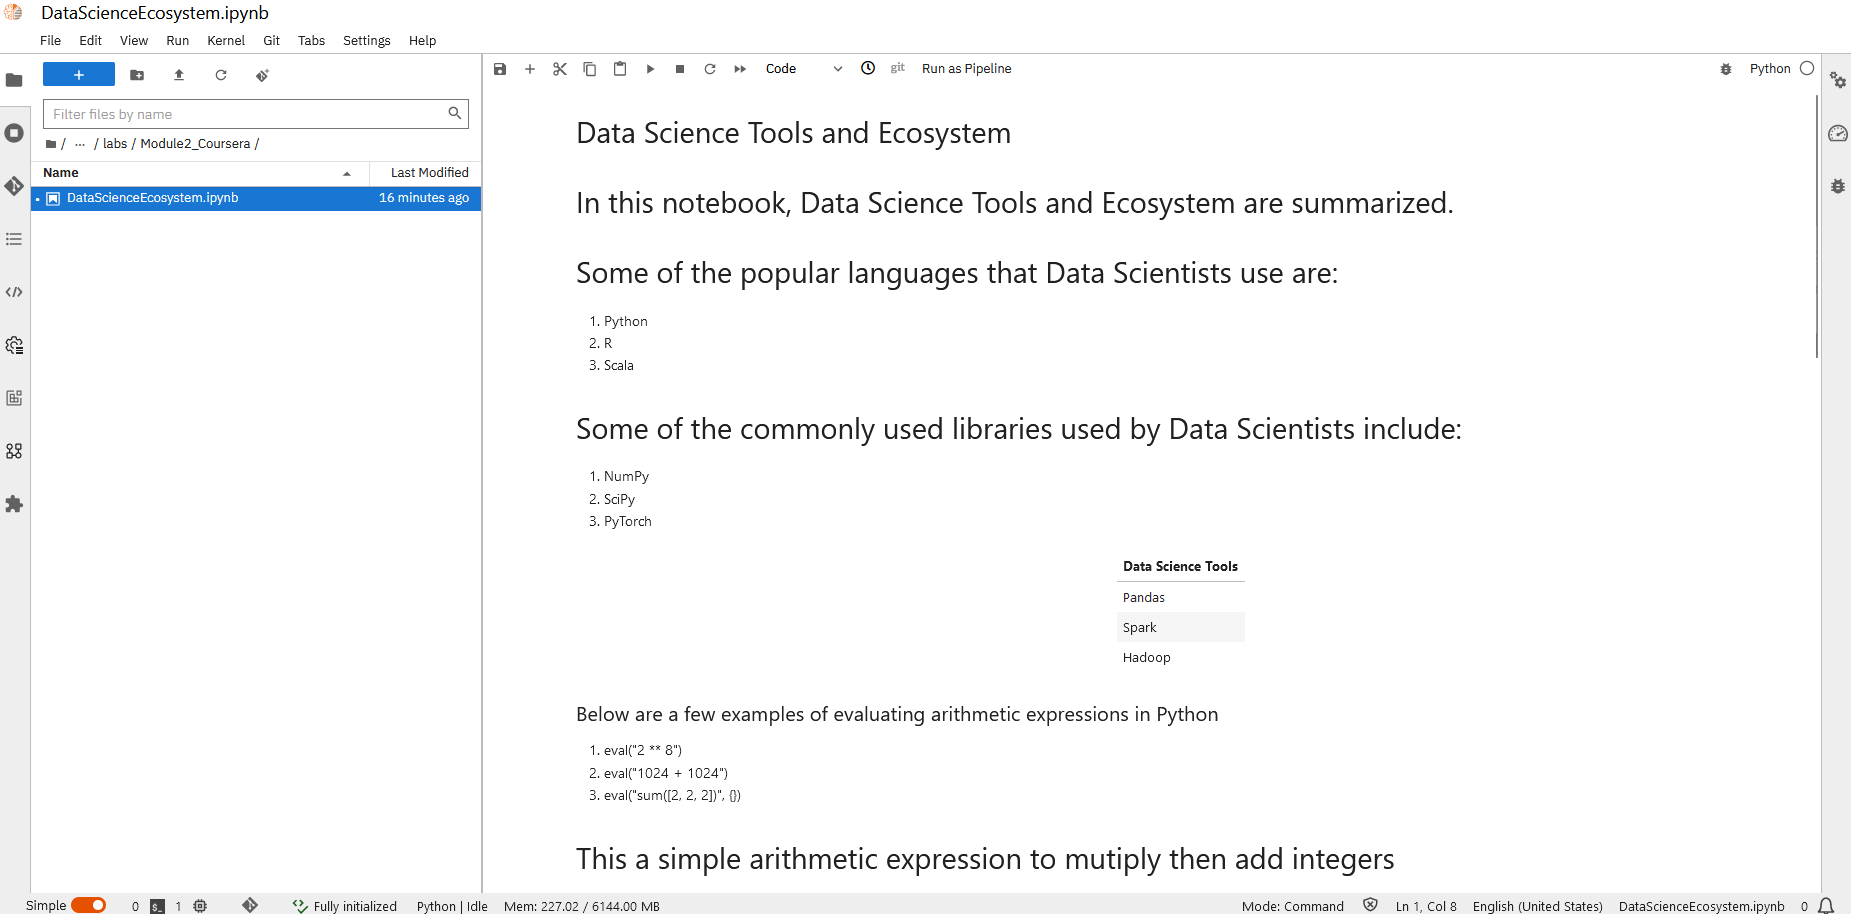 DataScienceEcosystem.ipynb
File Edit View Run Kernel Git Tabs Settings Help
+
Filter files by name
/ ... / labs / Module2_Coursera /
Name Last Modified
DataScienceEcosystem.ipynb 16 minutes ago
Code git Run as Pipeline Python
Data Science Tools and Ecosystem
In this notebook, Data Science Tools and Ecosystem are summarized.
Some of the popular languages that Data Scientists use are:
1. Python
2. R
3. Scala
Some of the commonly used libraries used by Data Scientists include:
1. NumPy
2. SciPy
3. PyTorch
Data Science Tools
Pandas
Spark
Hadoop
Below are a few examples of evaluating arithmetic expressions in Python
1. eval("2 ** 8")
2. eval("1024 + 1024")
3. eval("sum([2, 2, 2])", {})
This a simple arithmetic expression to mutiply then add integers
Simple 0 $_ 1 Fully initialized Python | Idle Mem: 227.02 / 6144.00 MB Mode: Command Ln 1, Col 8 English (United States) DataScienceEcosystem.ipynb 0